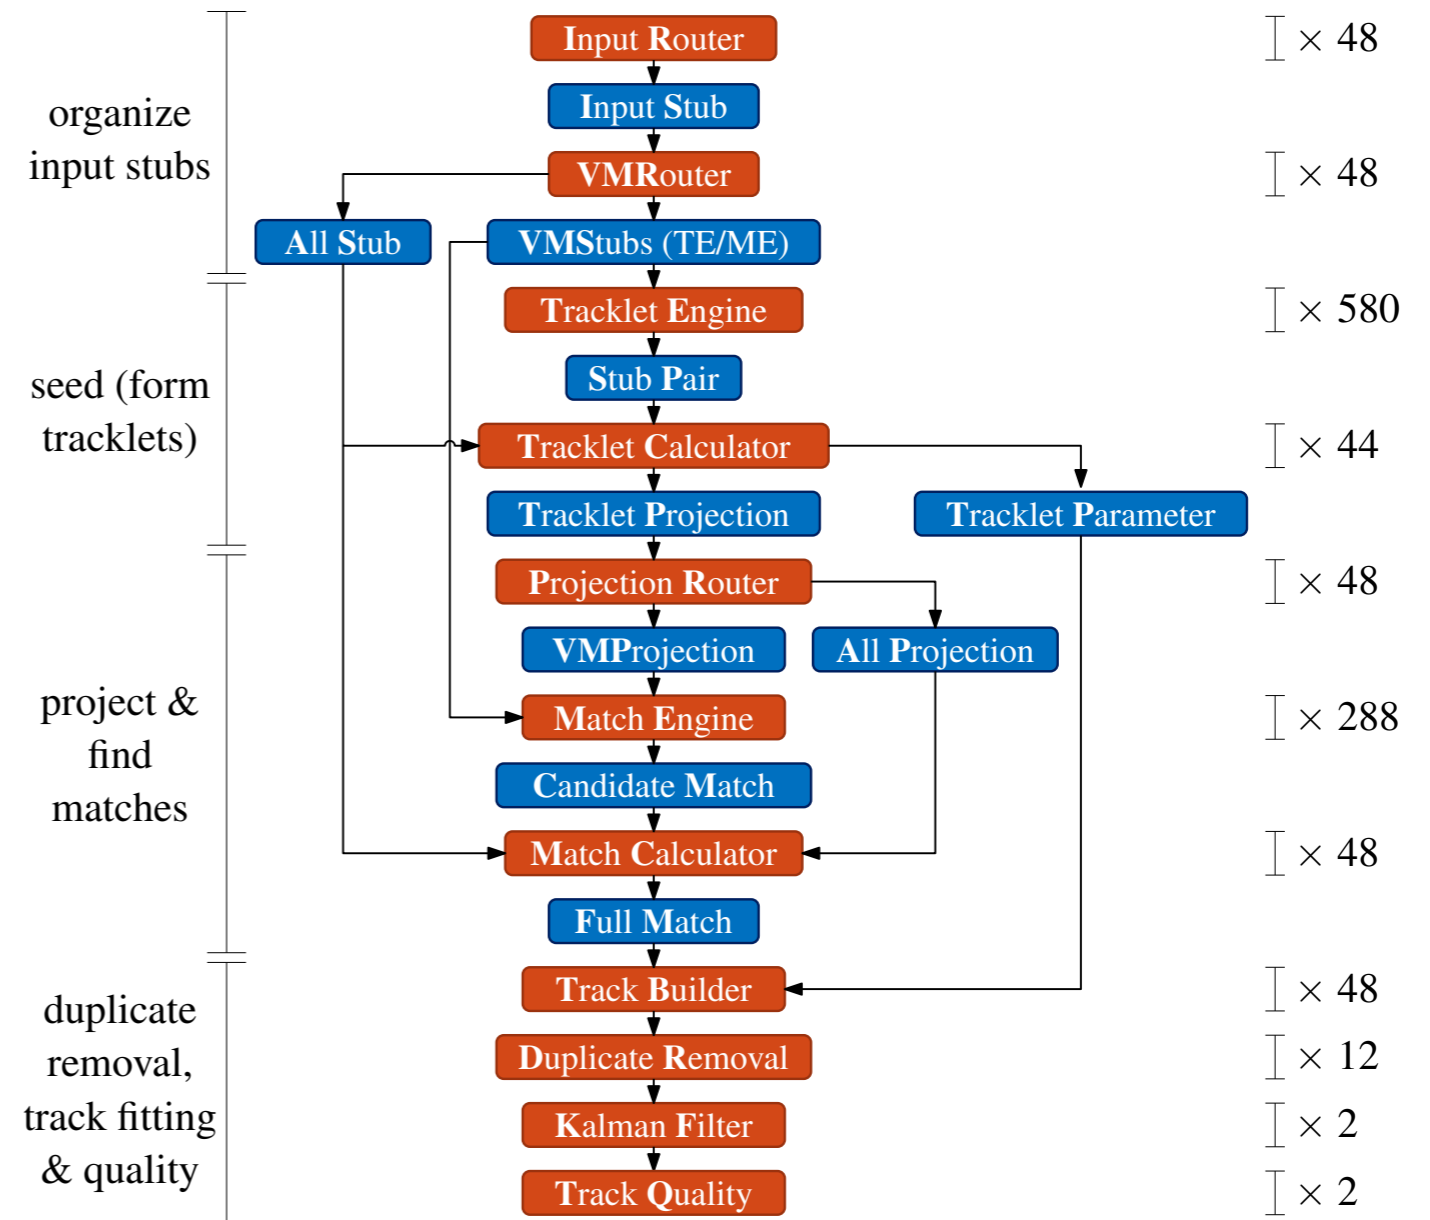 Input Router
× 48
organize
input stubs
Input Stub
VMRouter
× 48
All Stub
VMStubs (TE/ME)
Tracklet Engine
× 580
seed (form
tracklets)
Stub Pair
Tracklet Calculator
× 44
Tracklet Projection
Tracklet Parameter
Projection Router
× 48
VMProjection
All Projection
project &
find
matches
Match Engine
× 288
Candidate Match
Match Calculator
× 48
Full Match
Track Builder
× 48
duplicate
removal,
track fitting
& quality
Duplicate Removal
× 12
Kalman Filter
× 2
Track Quality
× 2